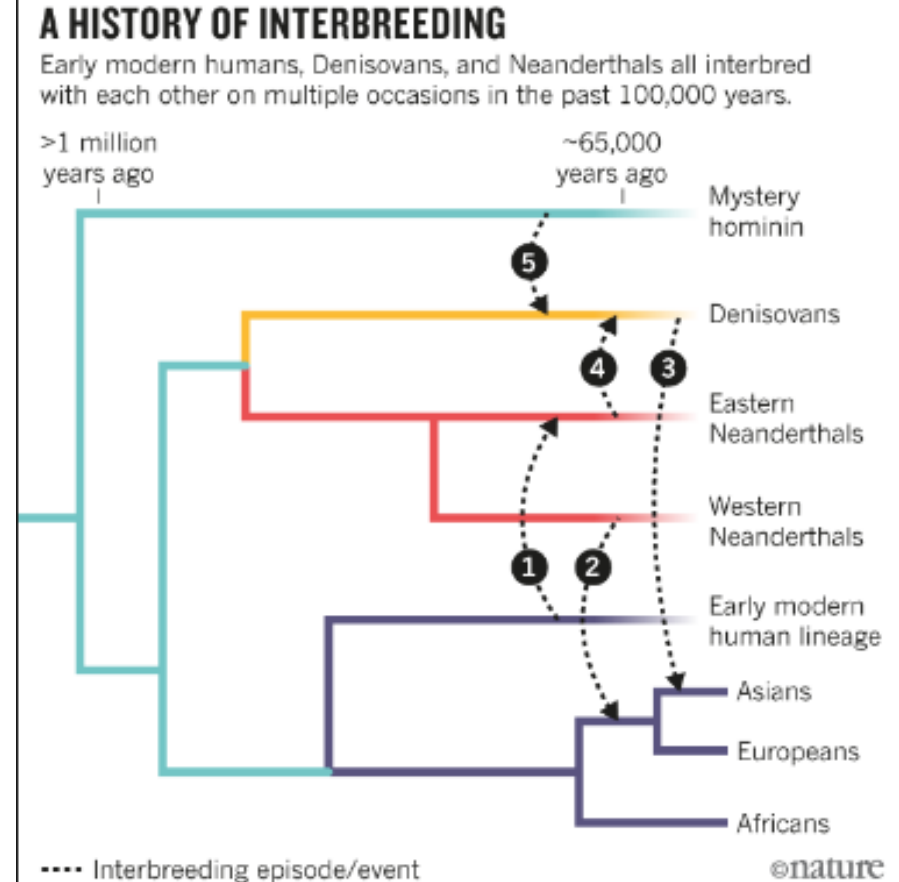 A HISTORY OF INTERBREEDING
Early modern humans, Denisovans, and Neanderthals all interbred
with each other on multiple occasions in the past 100,000 years.
>1 million
years ago
~65,000
years ago
Mystery
hominin
5
Denisovans
4
3
Eastern
Neanderthals
Western
Neanderthals
1
2
Early modern
human lineage
Asians
Europeans
Africans
Interbreeding episode/event
©nature